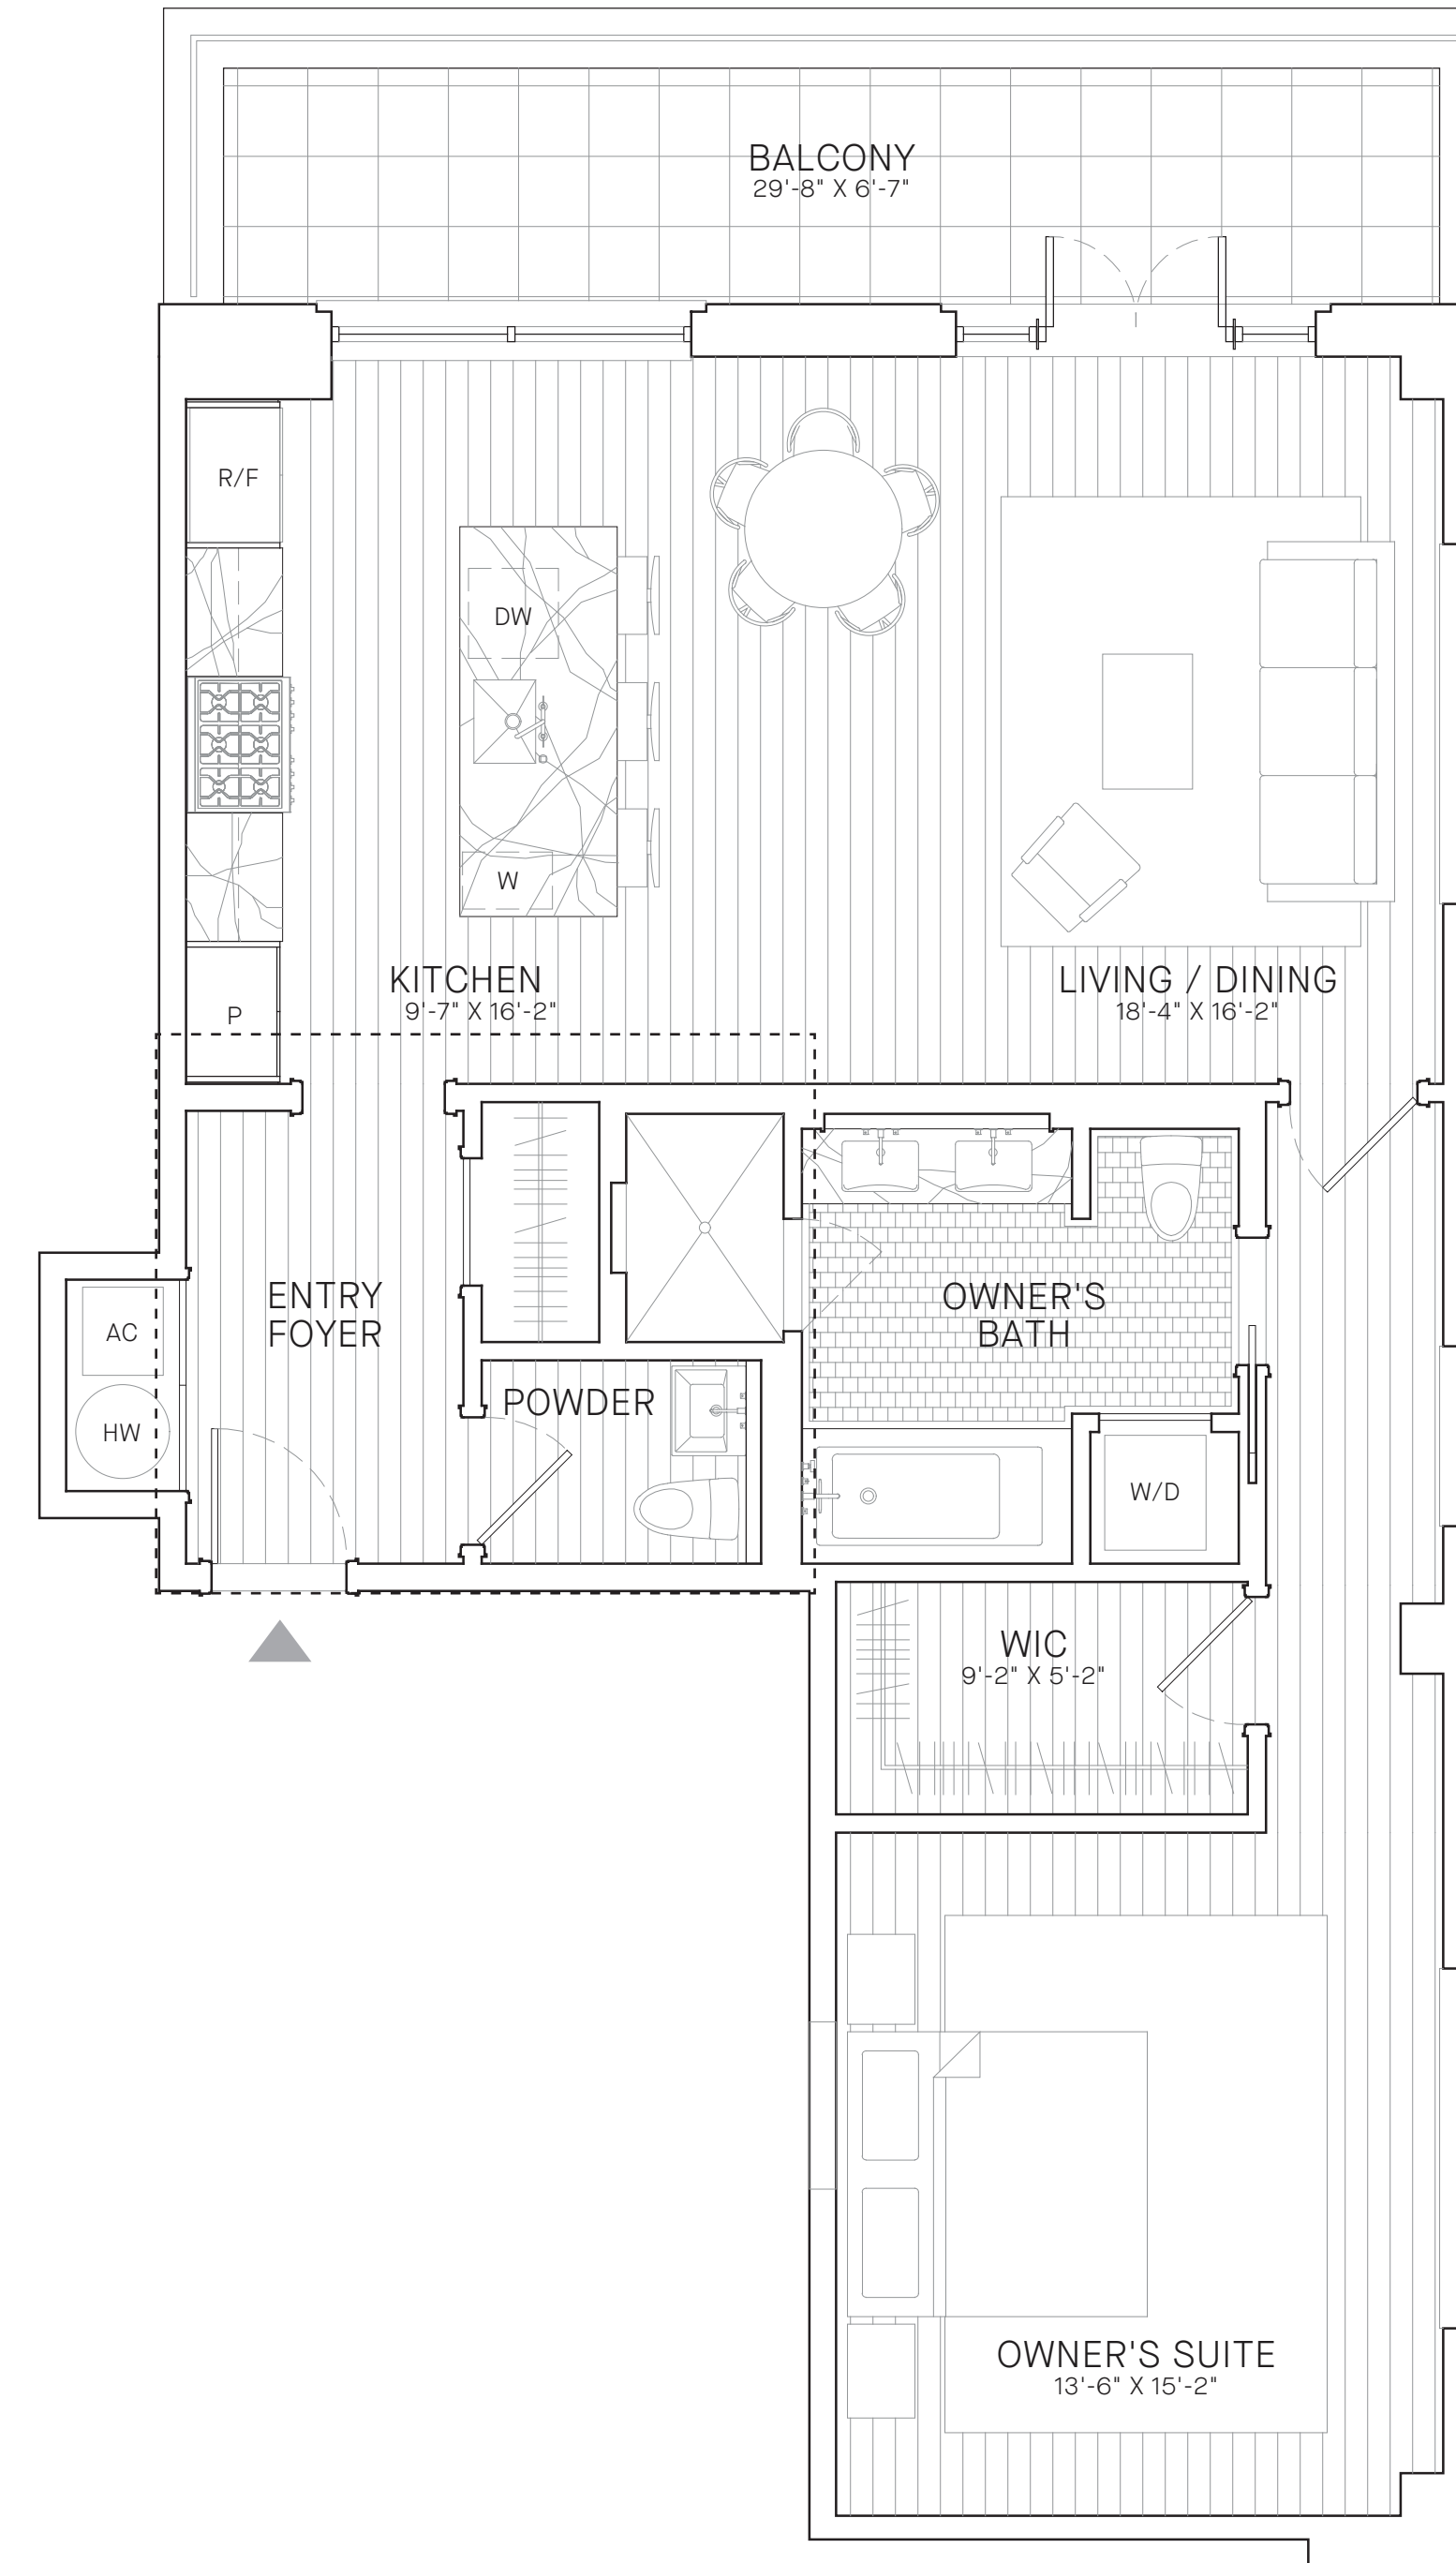 BALCONY
29'-8" X 6'-7"
R/F
DW
W
KITCHEN
9'-7" X 16'-2"
LIVING / DINING
18'-4" X 16'-2"
P
ENTRY
FOYER
AC
HW
OWNER'S
BATH
POWDER
W/D
WIC
9'-2" X 5'-2"
OWNER'S SUITE
13'-6" X 15'-2"